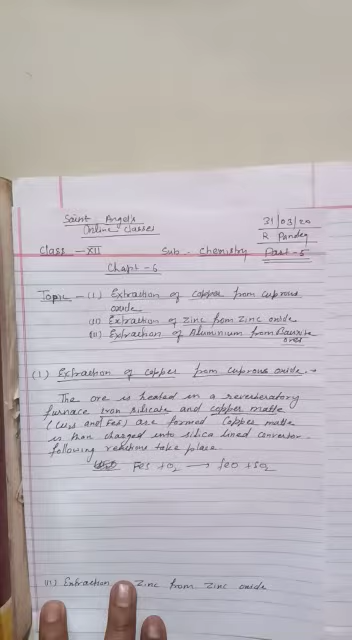 Saint Angels
Online Classes
21/03/20
R Pandey
Class - XII
Sub - Chemistry
Part - 5
Chapt - 6
Topic - (i) Extraction of copper from cuprous
oxide.
(ii) Extraction of Zinc from Zinc oxide
(iii) Extraction of Aluminium from Bauxite
ores
(i) Extraction of copper from cuprous oxide. →
The ore is heated in a reverberatory
furnace iron silicate and copper matte
(Cu2S and FeS) are formed Copper matte
is than charged into silica lined convertor.
following reactions take place
FeS + O2 → FeO + SO2
(ii) Extraction Zinc from Zinc oxide